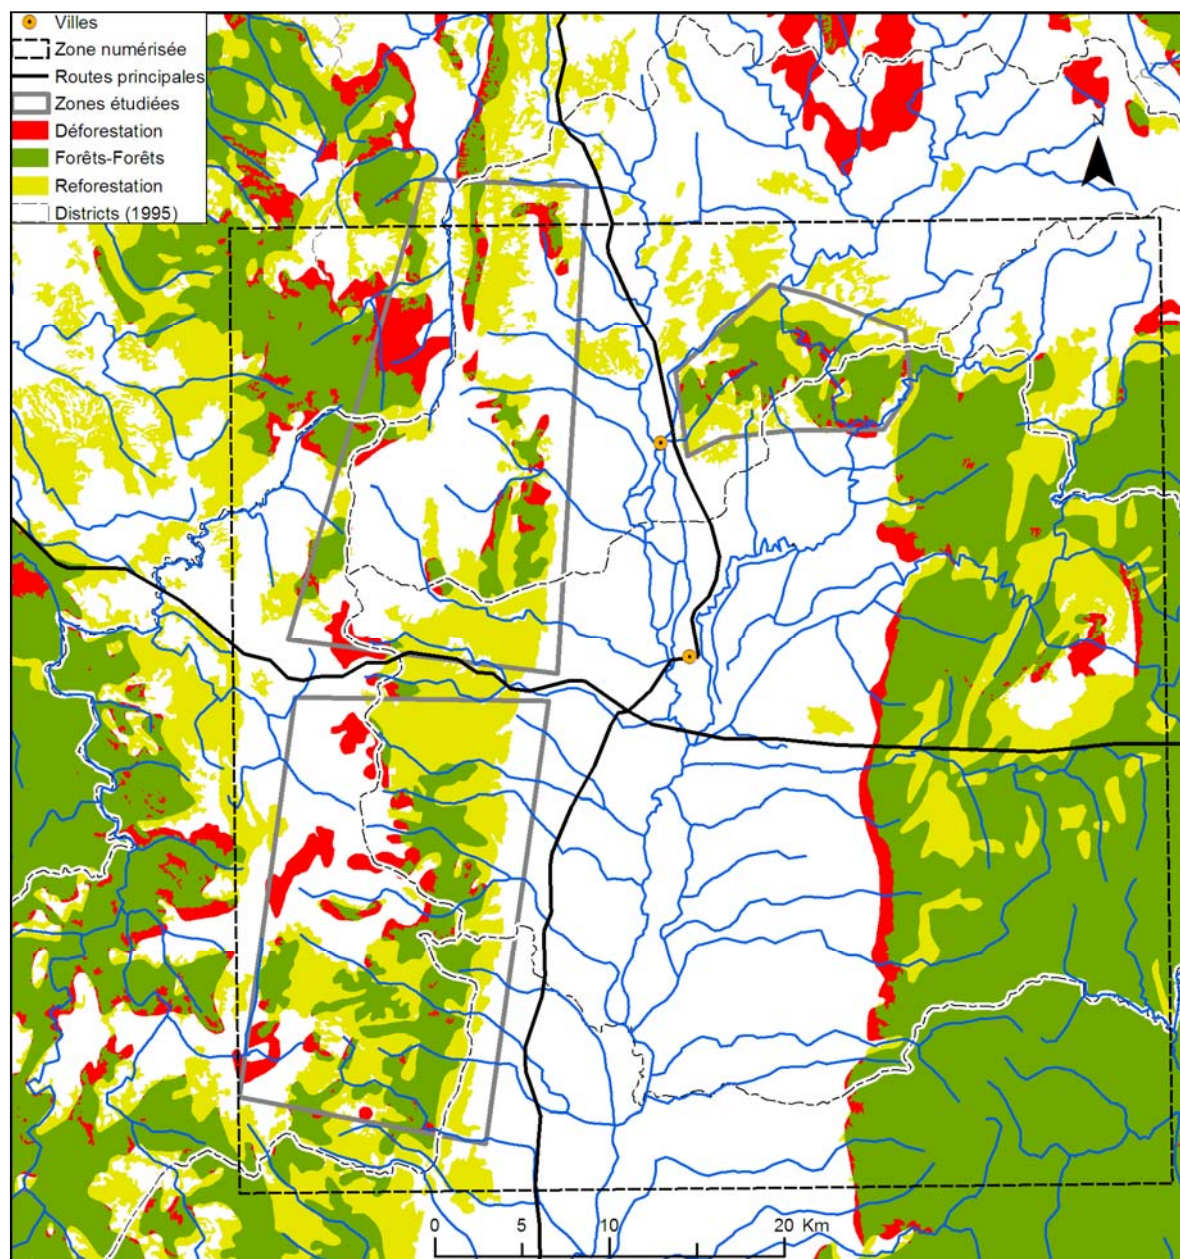 Villes
Zone numérisée
Routes principales
Zones étudiées
Déforestation
Forêts-Forêts
Reforestation
Districts (1995)
N
0 5 10 20 Km